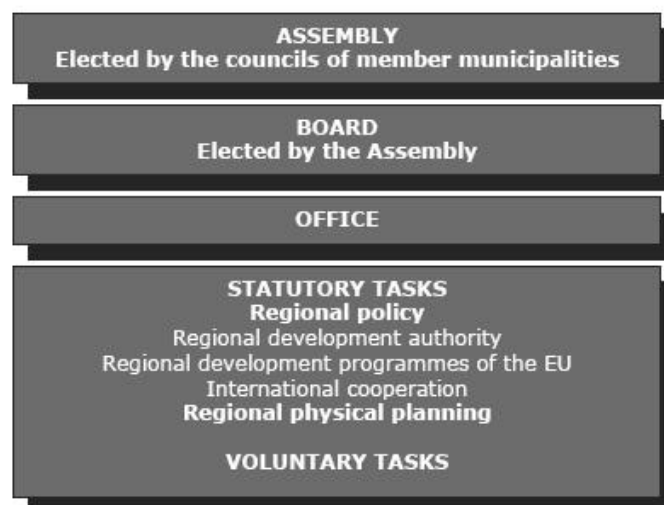 ASSEMBLY
Elected by the councils of member municipalities
BOARD
Elected by the Assembly
OFFICE
STATUTORY TASKS
Regional policy
Regional development authority
Regional development programmes of the EU
International cooperation
Regional physical planning
VOLUNTARY TASKS